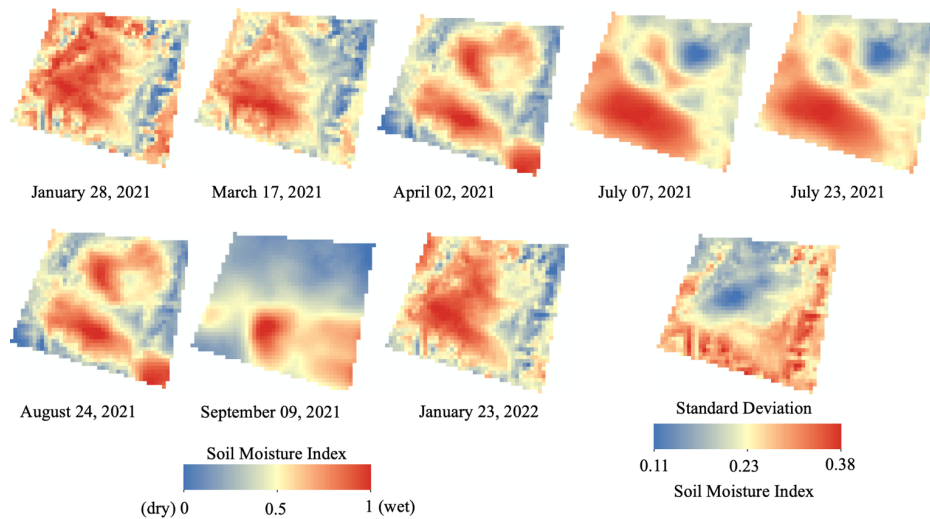 January 28, 2021
March 17, 2021
April 02, 2021
July 07, 2021
July 23, 2021
August 24, 2021
September 09, 2021
January 23, 2022
Standard Deviation
0.11
0.23
0.38
Soil Moisture Index
Soil Moisture Index
(dry) 0
0.5
1 (wet)